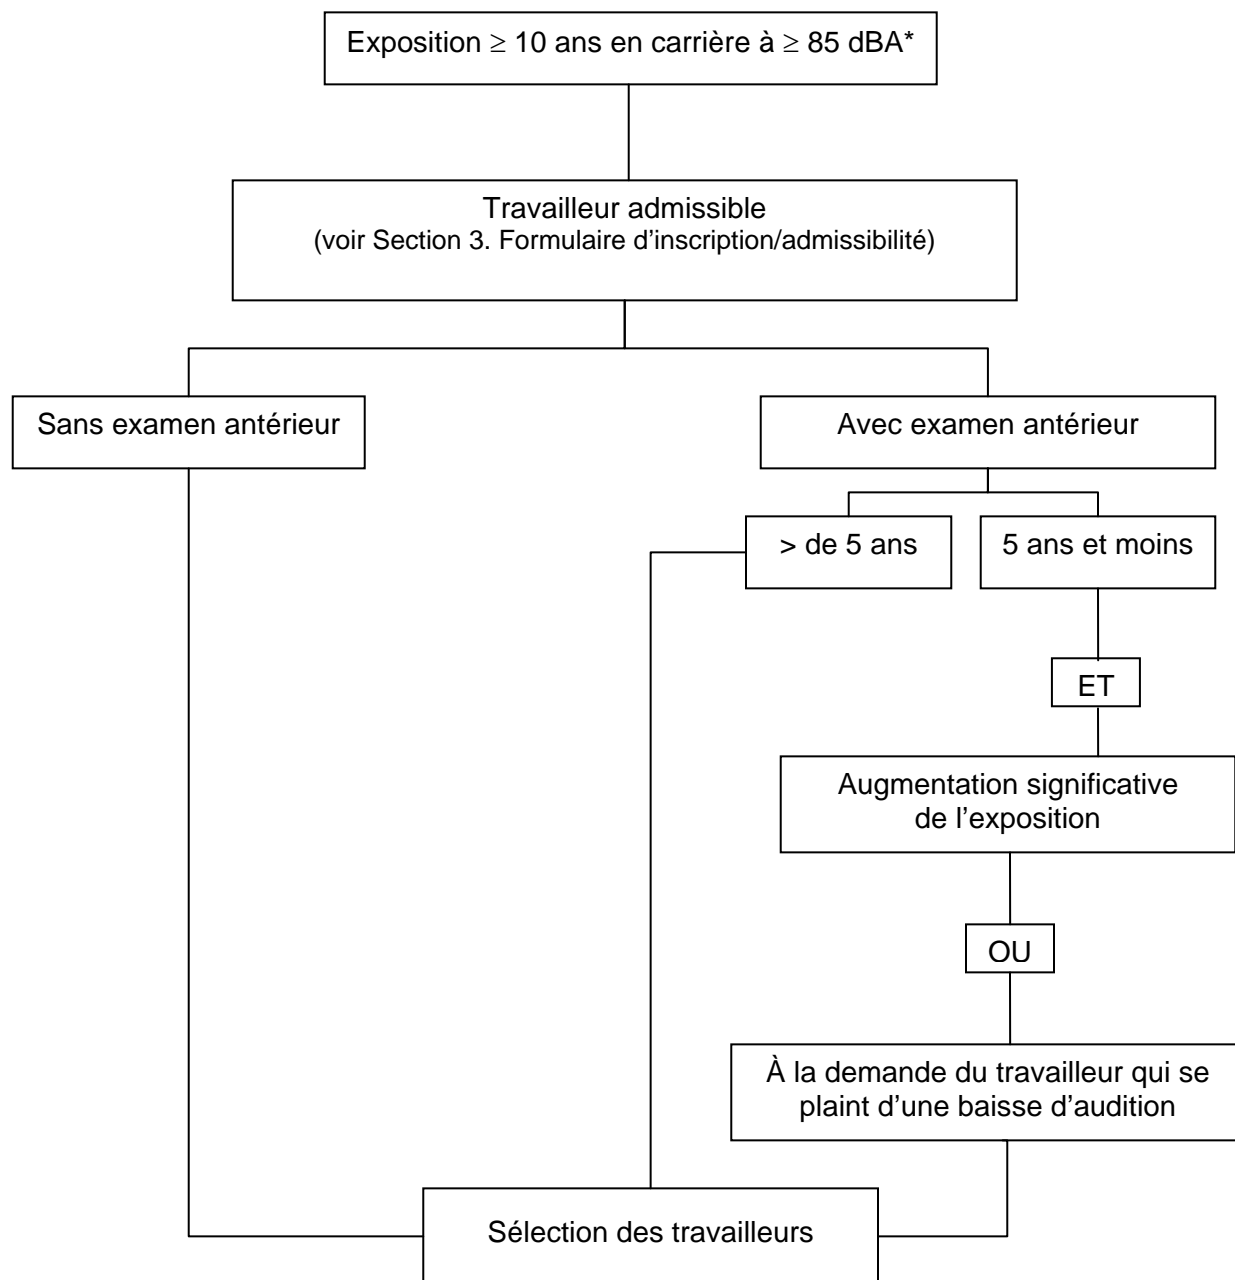 Exposition ≥ 10 ans en carrière à ≥ 85 dBA*
Travailleur admissible
(voir Section 3. Formulaire d'inscription/admissibilité)
Sans examen antérieur
Avec examen antérieur
> de 5 ans
5 ans et moins
ET
Augmentation significative
de l'exposition
OU
À la demande du travailleur qui se
plaint d'une baisse d'audition
Sélection des travailleurs